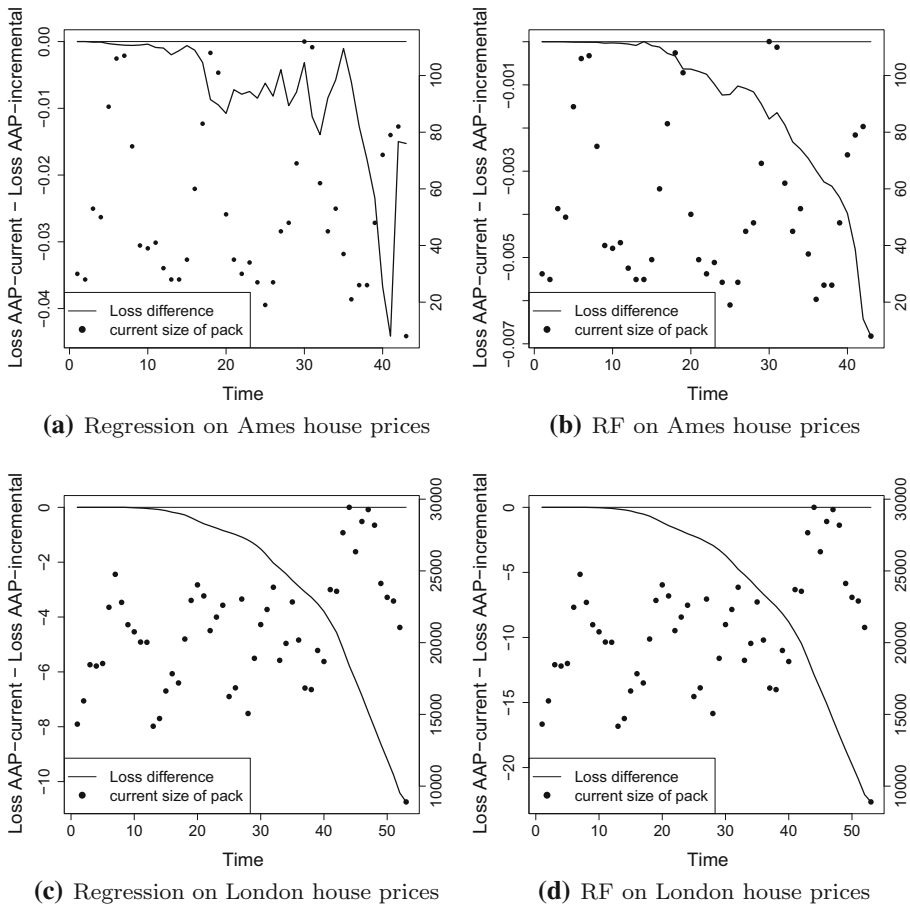 Loss AAP−current − Loss AAP−incremental
0.00
−0.01
−0.02
−0.03
−0.04
100
80
60
40
20
Loss difference
current size of pack
0 10 20 30 40
Time
(a) Regression on Ames house prices
−0.001
−0.003
−0.005
−0.007
100
80
60
40
20
Loss difference
current size of pack
0 10 20 30 40
Time
(b) RF on Ames house prices
Loss AAP−current − Loss AAP−incremental
0
−2
−4
−6
−8
−10
30000
25000
20000
15000
10000
Loss difference
current size of pack
0 10 20 30 40 50
Time
(c) Regression on London house prices
Loss AAP−current − Loss AAP−incremental
0
−5
−10
−15
−20
30000
25000
20000
15000
10000
Loss difference
current size of pack
0 10 20 30 40 50
Time
(d) RF on London house prices
Loss AAP−current − Loss AAP−incremental